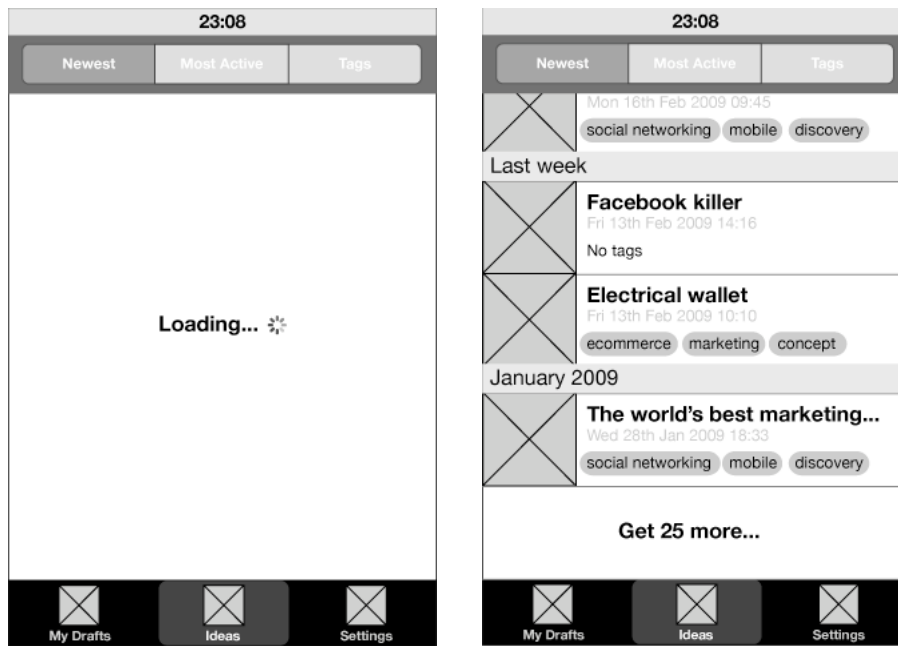 23:08
Newest Most Active Tags
Loading...
My Drafts Ideas Settings
23:08
Newest Most Active Tags
Mon 16th Feb 2009 09:45
social networking mobile discovery
Last week
Facebook killer
Fri 13th Feb 2009 14:16
No tags
Electrical wallet
Fri 13th Feb 2009 10:10
ecommerce marketing concept
January 2009
The world's best marketing...
Wed 28th Jan 2009 18:33
social networking mobile discovery
Get 25 more...
My Drafts Ideas Settings